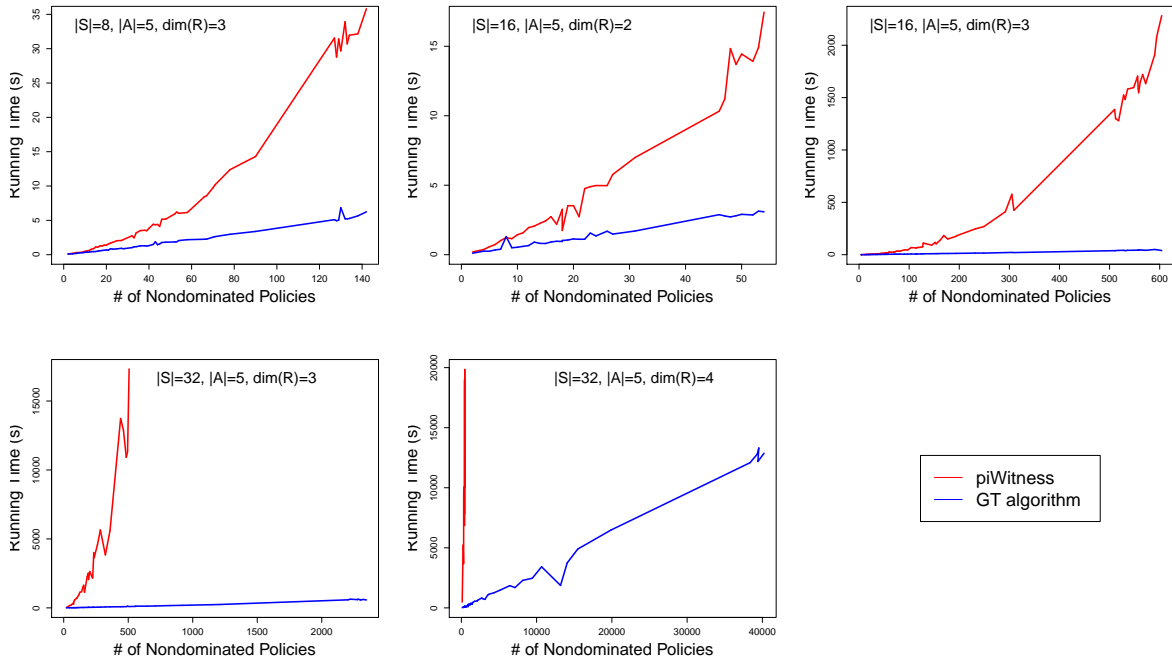 |S|=8, |A|=5, dim(R)=3
Running Time (s)
0 5 10 15 20 25 30 35
0 20 40 60 80 100 120 140
# of Nondominated Policies
|S|=16, |A|=5, dim(R)=2
Running Time (s)
0 5 10 15
0 10 20 30 40 50
# of Nondominated Policies
|S|=16, |A|=5, dim(R)=3
Running Time (s)
0 500 1000 1500 2000
0 100 200 300 400 500 600
# of Nondominated Policies
|S|=32, |A|=5, dim(R)=3
Running Time (s)
0 5000 10000 15000
0 500 1000 1500 2000
# of Nondominated Policies
|S|=32, |A|=5, dim(R)=4
Running Time (s)
0 5000 10000 15000 20000
0 10000 20000 30000 40000
# of Nondominated Policies
piWitness
GT algorithm